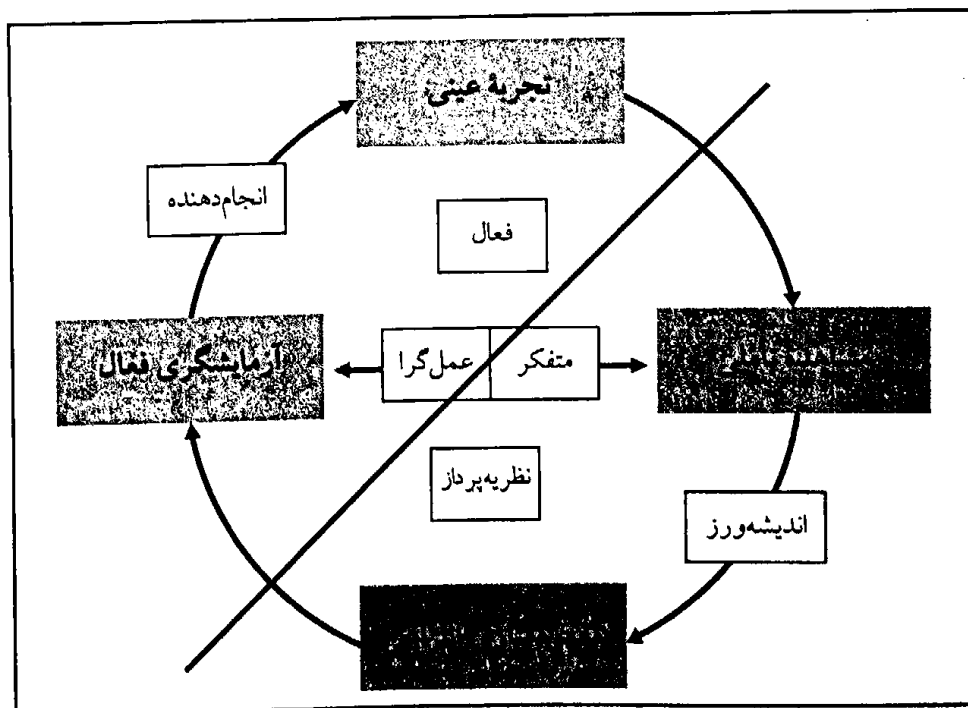 تجربهٔ عینی
انجام‌دهنده
فعال
آزمایشگری فعال
عمل‌گرا
متفکر
نظریه‌پرداز
اندیشه‌ورز